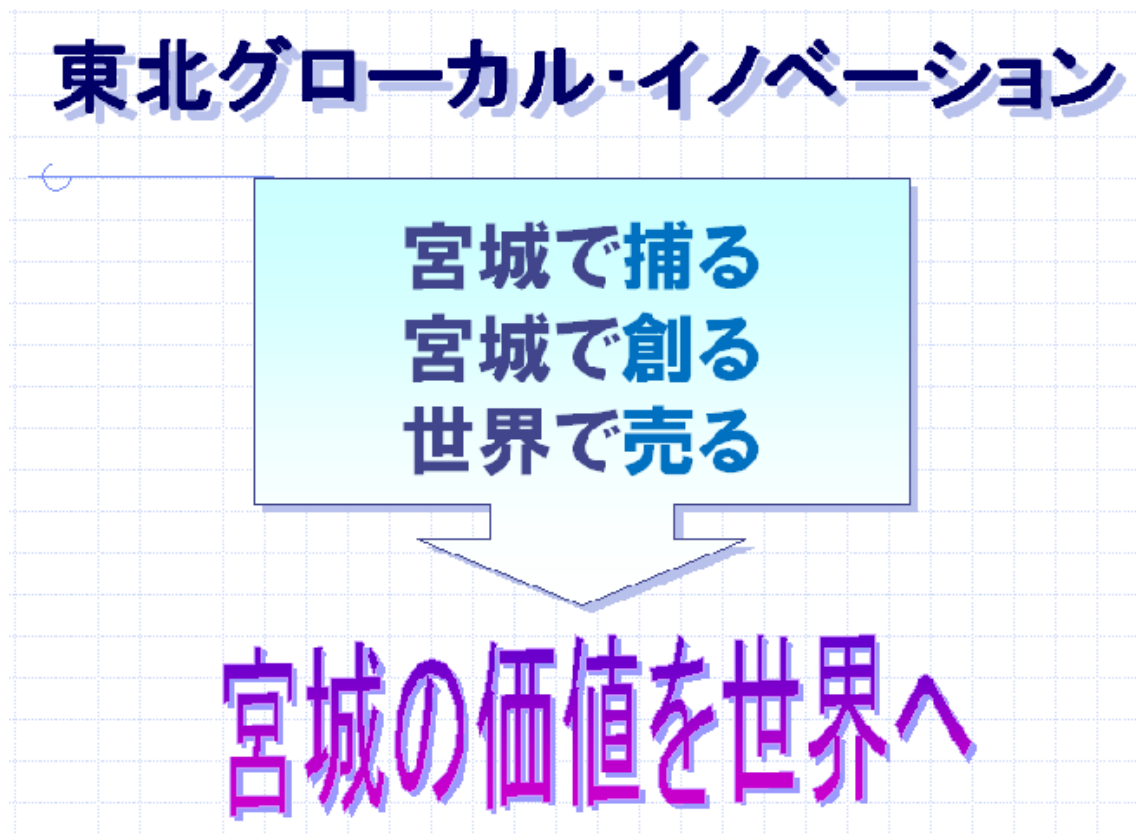 東北グローカル・イノベーション
宮城で捕る
宮城で創る
世界で売る
宮城の価値を世界へ